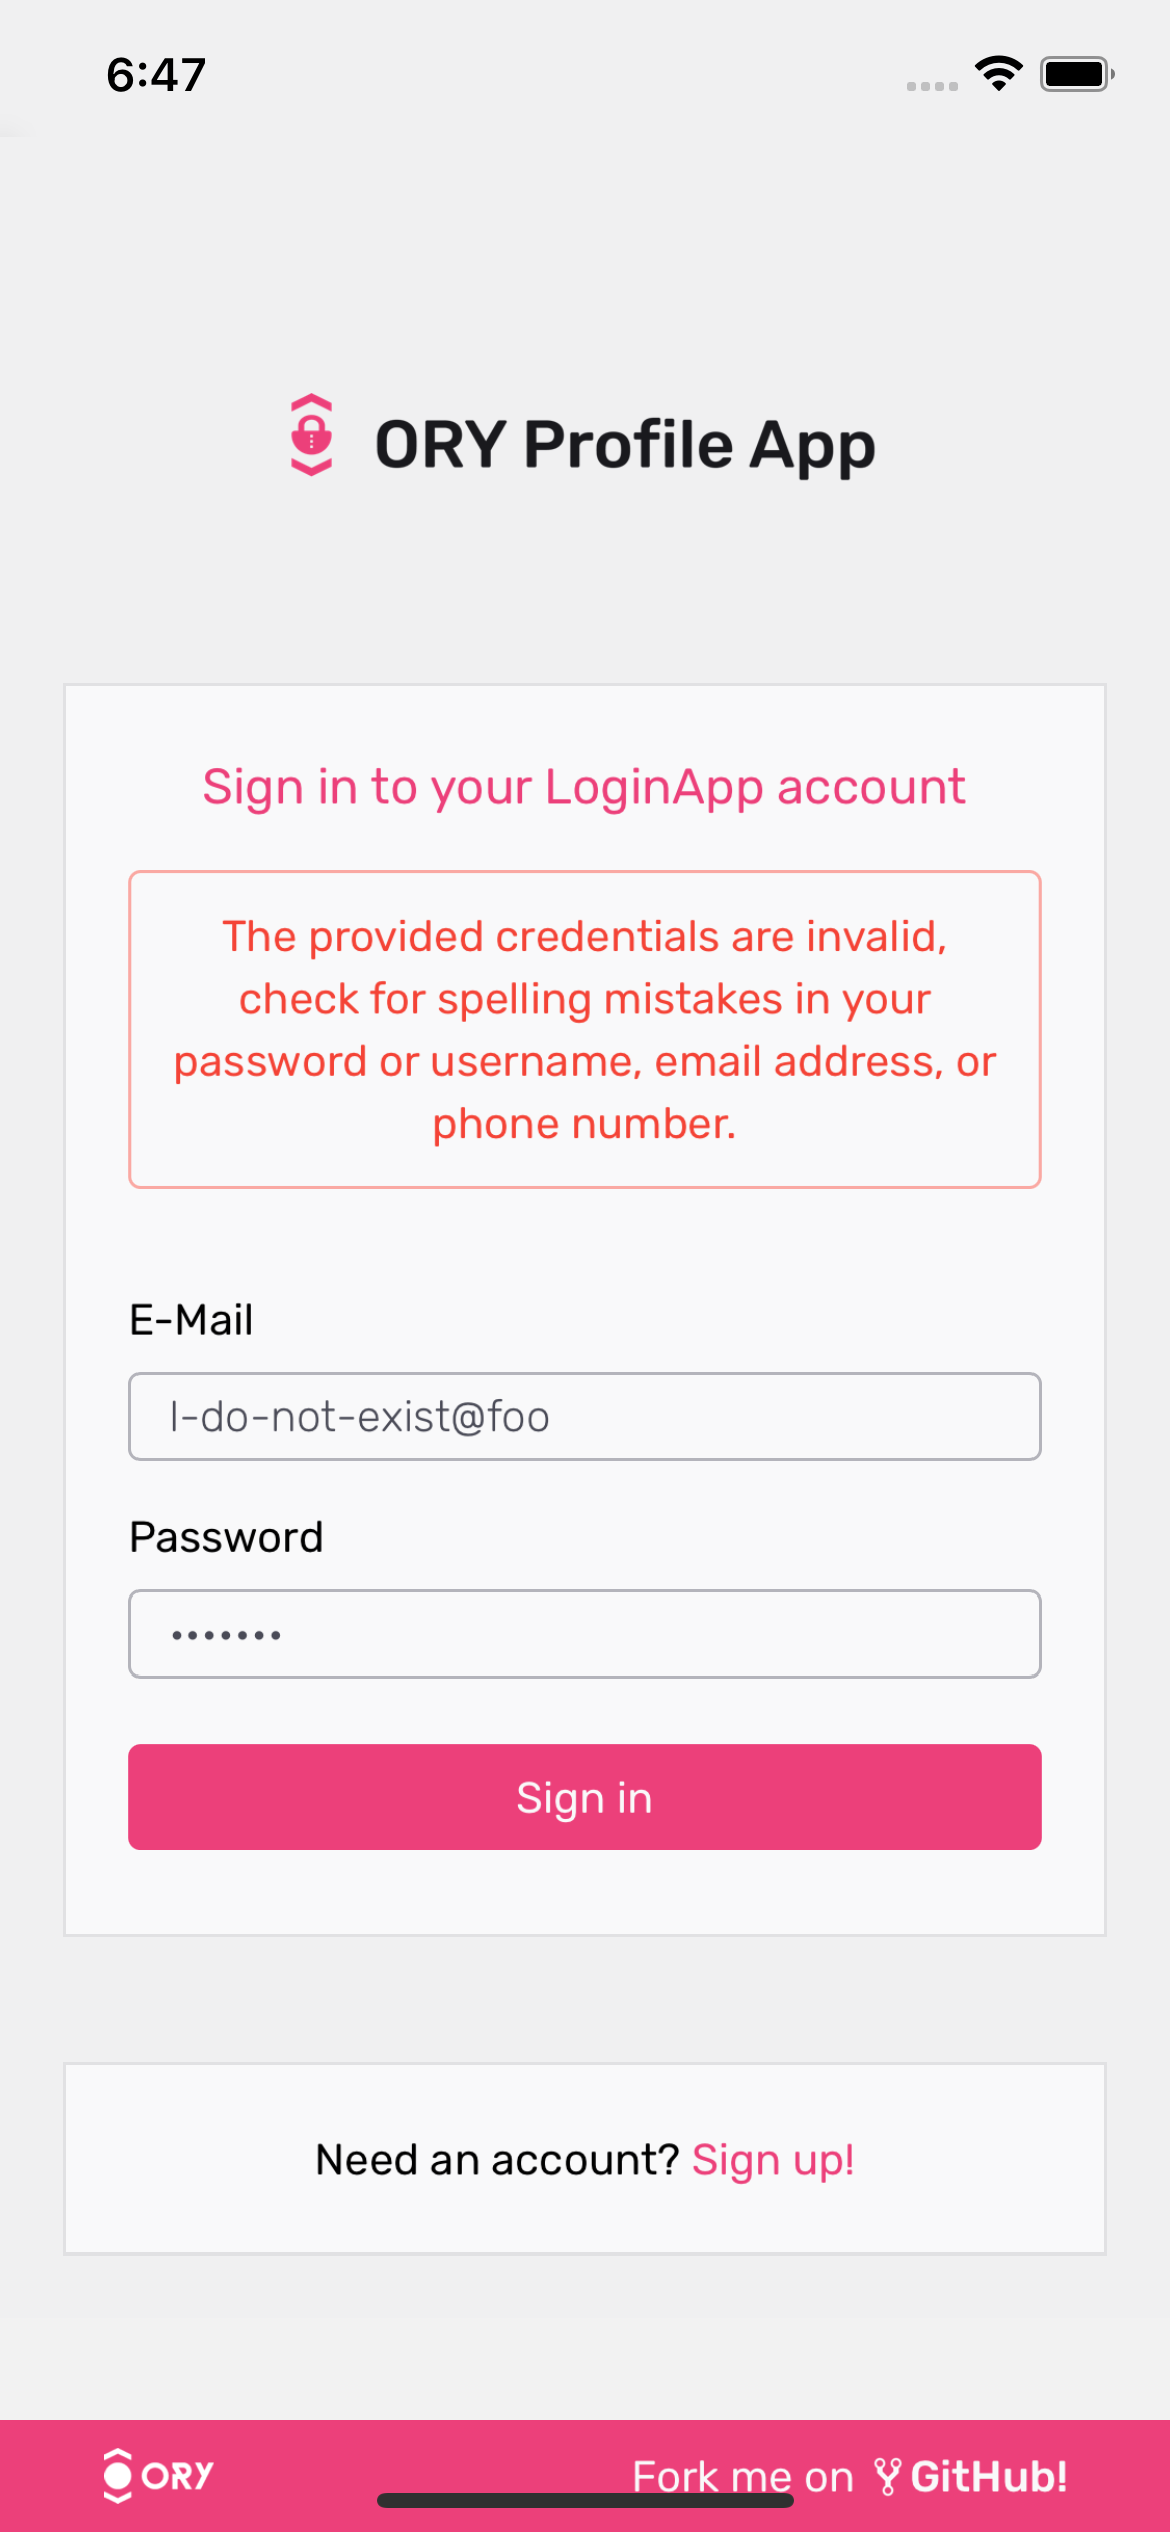 6:47
ORY Profile App
Sign in to your LoginApp account
The provided credentials are invalid,
check for spelling mistakes in your
password or username, email address, or
phone number.
E-Mail
I-do-not-exist@foo
Password
•••••••
Sign in
Need an account? Sign up!
ORY
Fork me on GitHub!